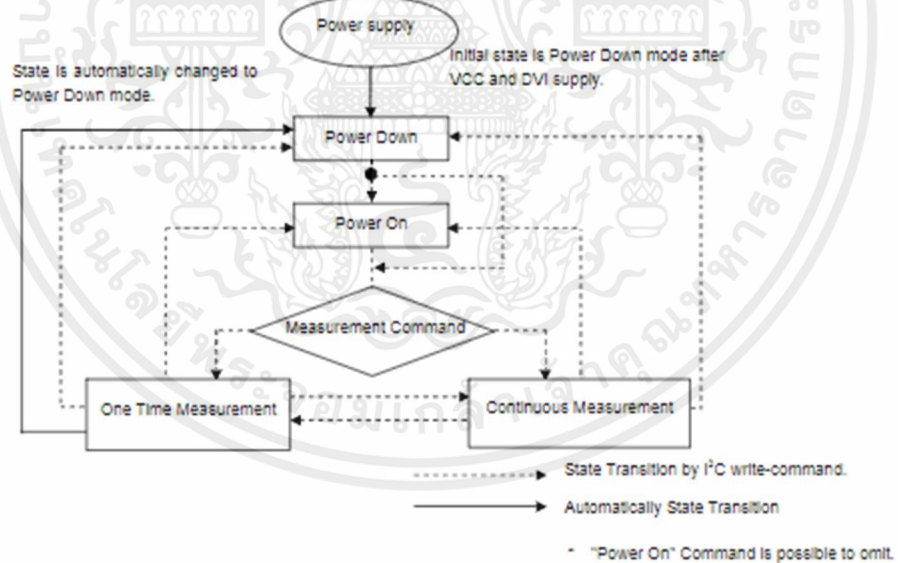 Power supply
Initial state is Power Down mode after
VCC and DVI supply.
State is automatically changed to
Power Down mode.
Power Down
Power On
Measurement Command
One Time Measurement
Continuous Measurement
State Transition by I²C write-command.
Automatically State Transition
* "Power On" Command is possible to omit.